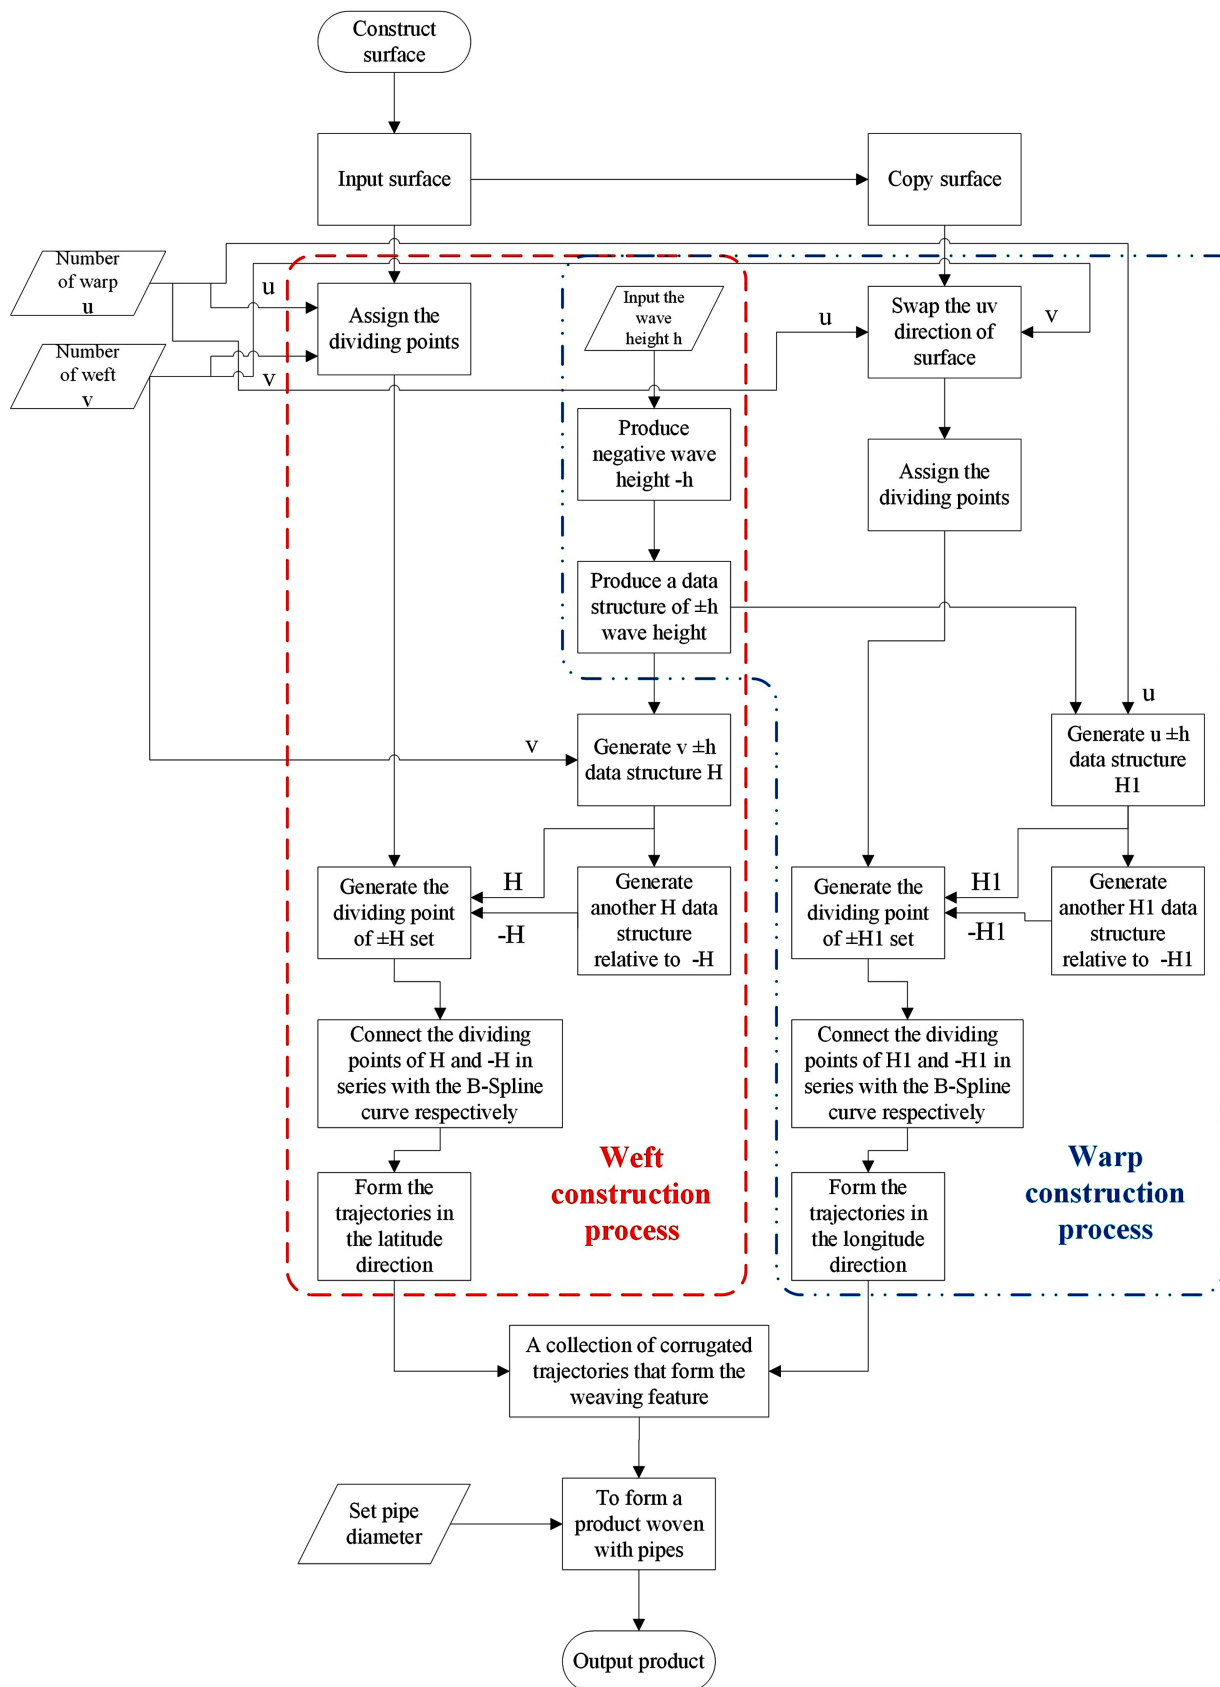 Construct
surface
Input surface
Copy surface
Number
of warp
u
Number
of weft
v
u
v
Assign the
dividing points
Input the
wave
height h
u
Swap the uv
direction of
surface
v
Produce
negative wave
height -h
Assign the
dividing points
Produce a data
structure of ±h
wave height
u
v
Generate v ±h
data structure H
Generate u ±h
data structure
H1
Generate the
dividing point
of ±H set
H
-H
Generate
another H data
structure
relative to -H
Generate the
dividing point
of ±H1 set
H1
-H1
Generate
another H1 data
structure
relative to -H1
Connect the dividing
points of H and -H in
series with the B-Spline
curve respectively
Connect the dividing
points of H1 and -H1 in
series with the B-Spline
curve respectively
Weft
construction
process
Warp
construction
process
Form the
trajectories in
the latitude
direction
Form the
trajectories in
the longitude
direction
A collection of corrugated
trajectories that form the
weaving feature
Set pipe
diameter
To form a
product woven
with pipes
Output product